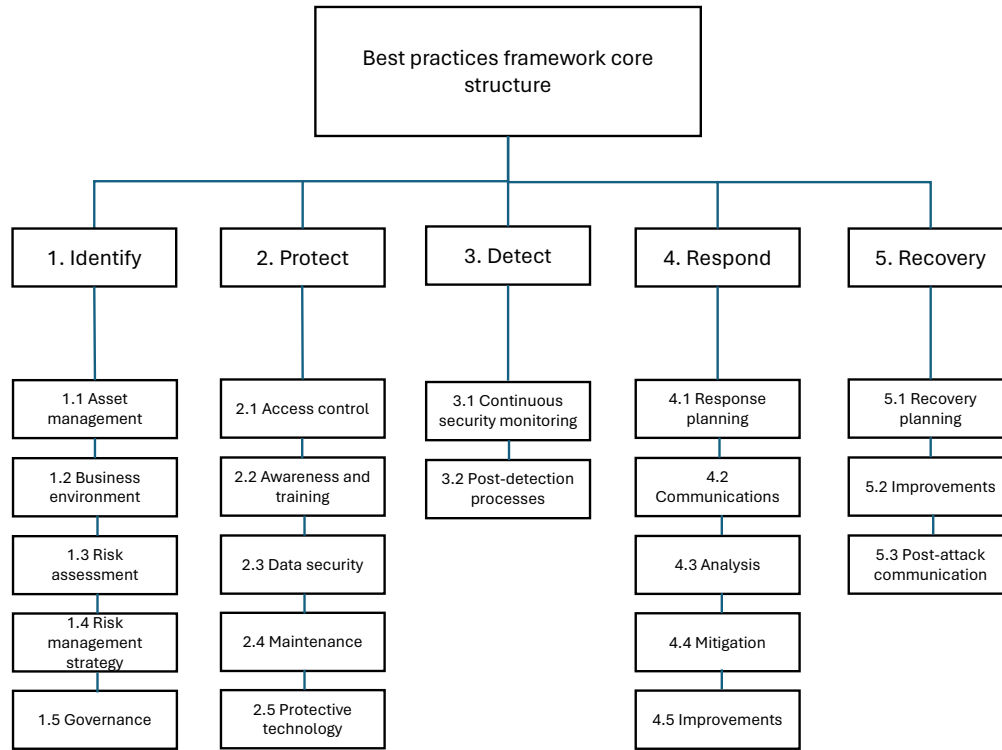 Best practices framework core
structure
1. Identify
2. Protect
3. Detect
4. Respond
5. Recovery
1.1 Asset
management
1.2 Business
environment
1.3 Risk
assessment
1.4 Risk
management
strategy
1.5 Governance
2.1 Access control
2.2 Awareness and
training
2.3 Data security
2.4 Maintenance
2.5 Protective
technology
3.1 Continuous
security monitoring
3.2 Post-detection
processes
4.1 Response
planning
4.2
Communications
4.3 Analysis
4.4 Mitigation
4.5 Improvements
5.1 Recovery
planning
5.2 Improvements
5.3 Post-attack
communication